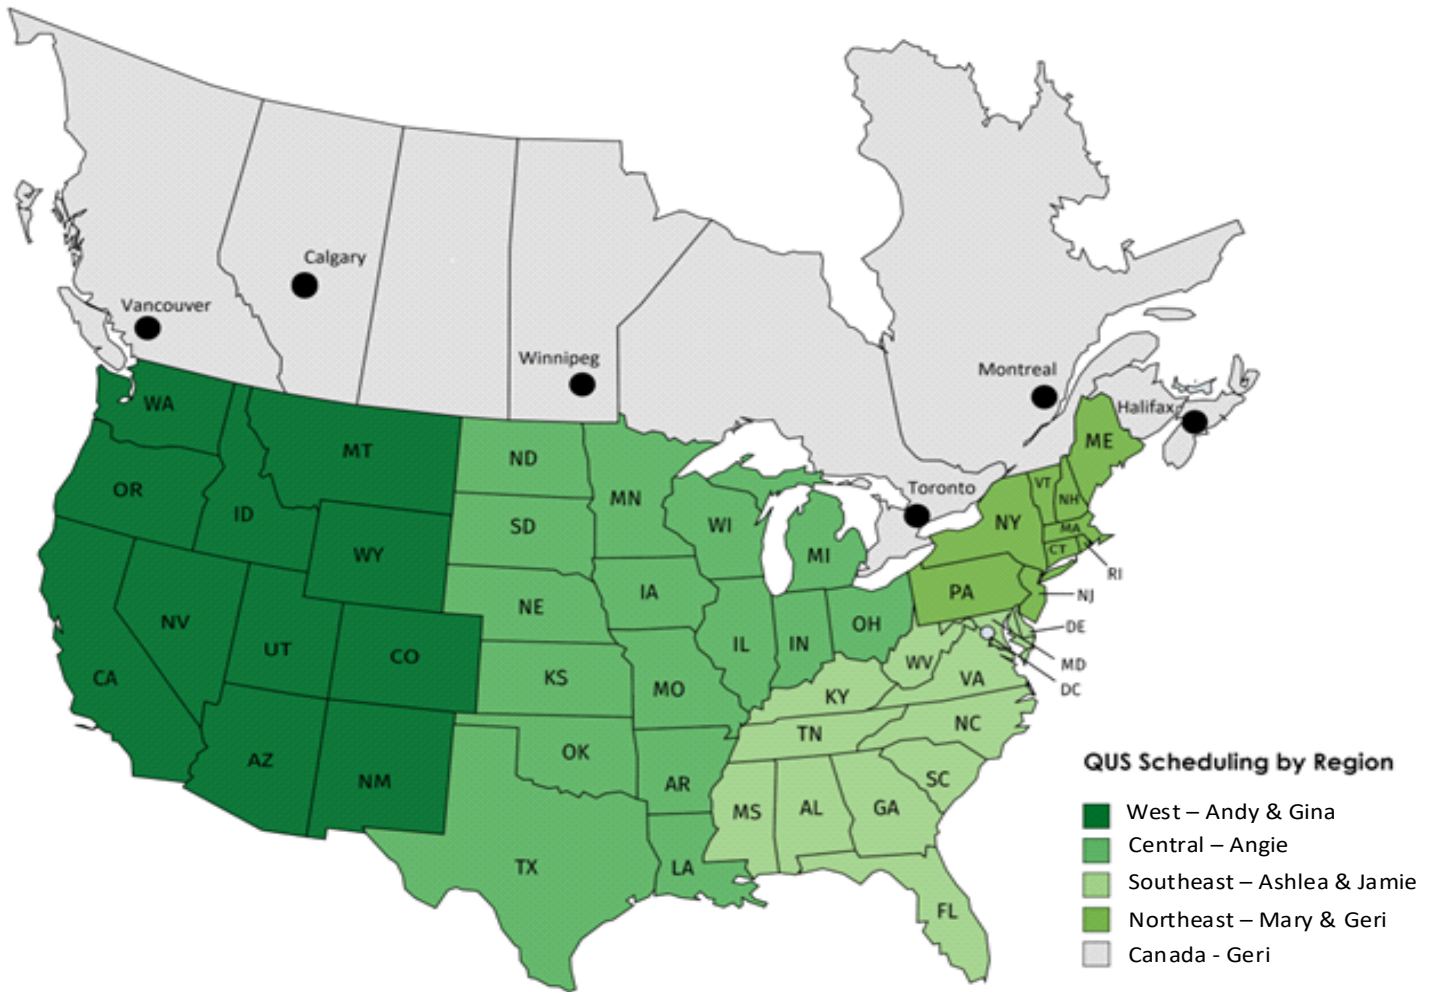 Calgary
Vancouver
Winnipeg
Montreal
Halifax
Toronto
WA
MT
ND
MN
ME
OR
ID
SD
WI
MI
NY
VT
NH
MA
CT
RI
WY
NE
IA
PA
NJ
NV
UT
CO
IL
IN
OH
DE
MD
DC
CA
KS
MO
WV
VA
KY
AZ
NM
OK
AR
TN
NC
SC
TX
LA
MS
AL
GA
FL
QUS Scheduling by Region
West – Andy & Gina
Central – Angie
Southeast – Ashlea & Jamie
Northeast – Mary & Geri
Canada - Geri